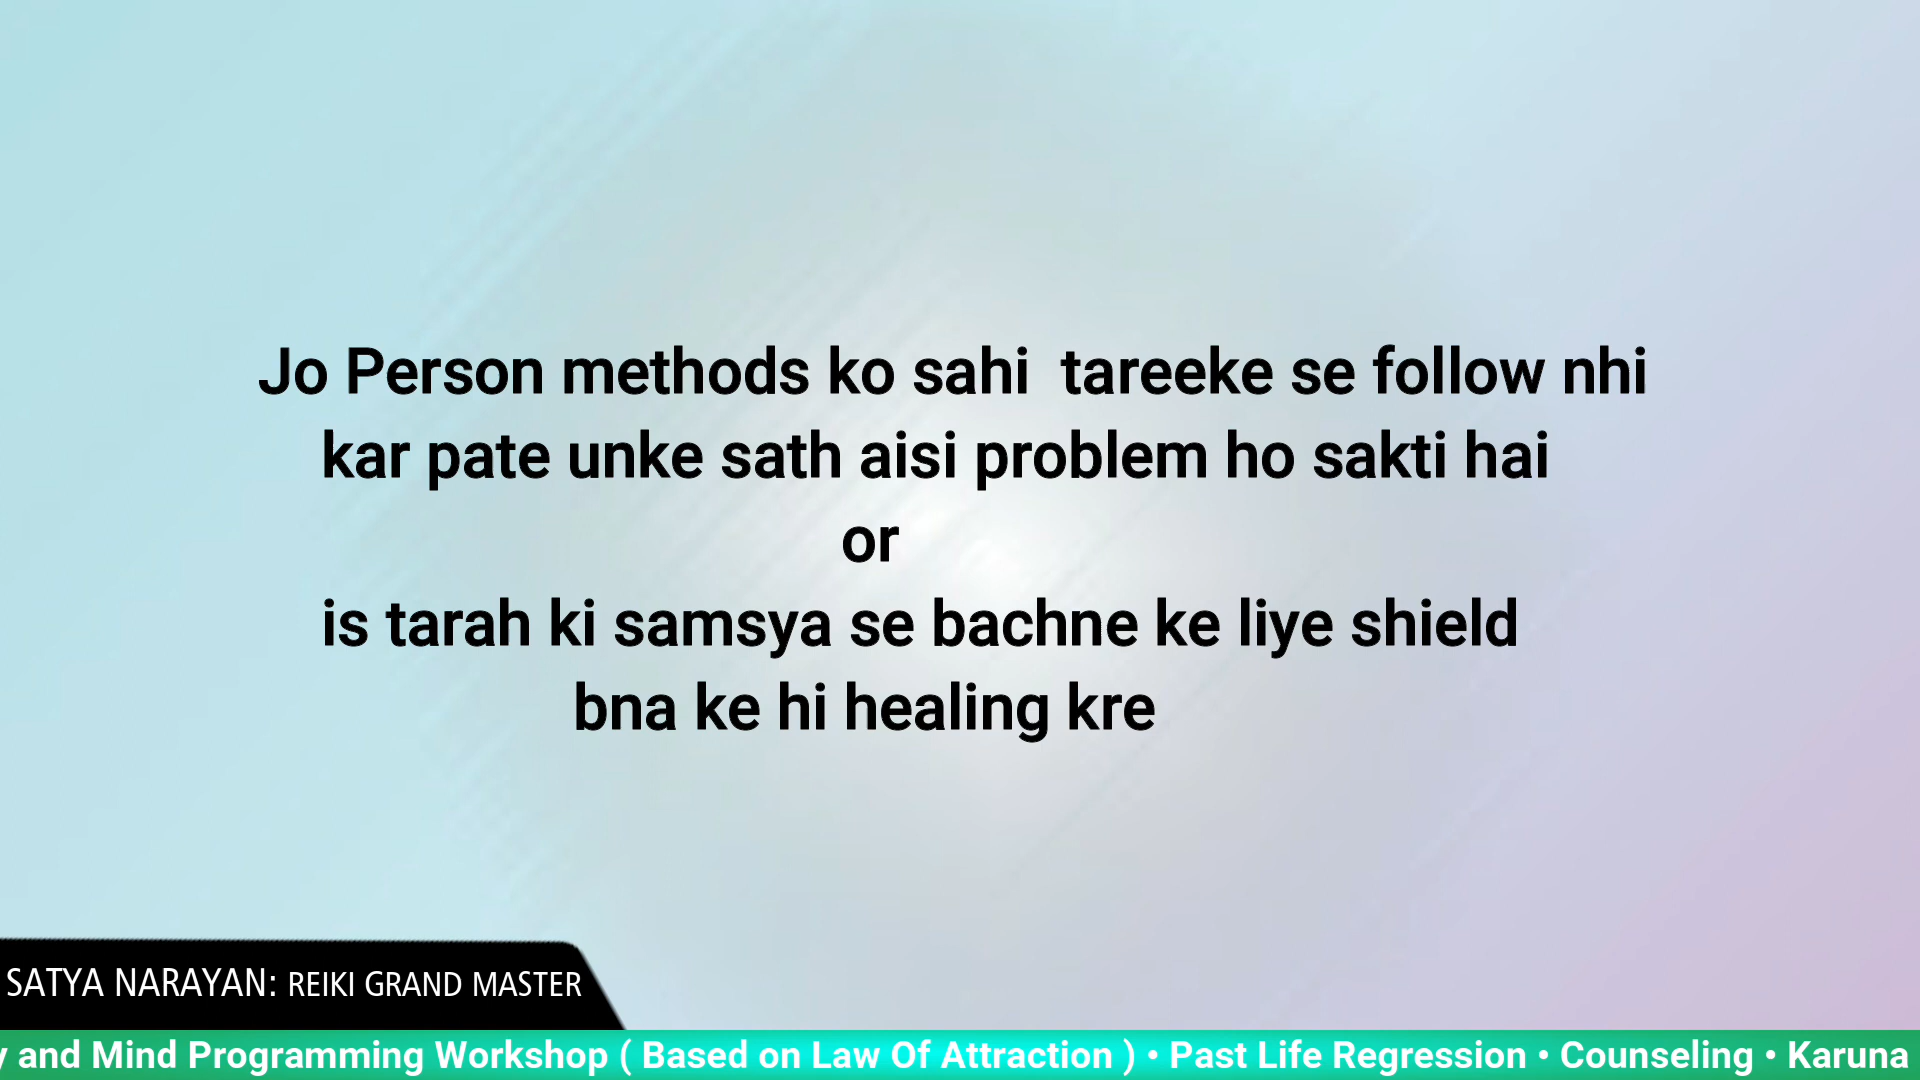 Jo Person methods ko sahi  tareeke se follow nhi
kar pate unke sath aisi problem ho sakti hai
or
is tarah ki samsya se bachne ke liye shield
bna ke hi healing kre
SATYA NARAYAN: REIKI GRAND MASTER
and Mind Programming Workshop ( Based on Law Of Attraction ) • Past Life Regression • Counseling • Karuna